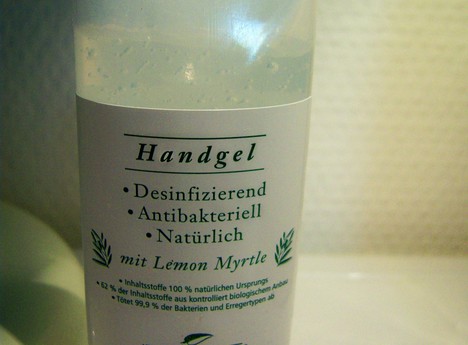 Handgel
• Desinfizierend
• Antibakteriell
• Natürlich
mit Lemon Myrtle
• Inhaltsstoffe 100 % natürlichen Ursprungs
• 62 % der Inhaltsstoffe aus kontrolliert biologischem Anbau
• Tötet 99,9 % der Bakterien und Erregertypen ab